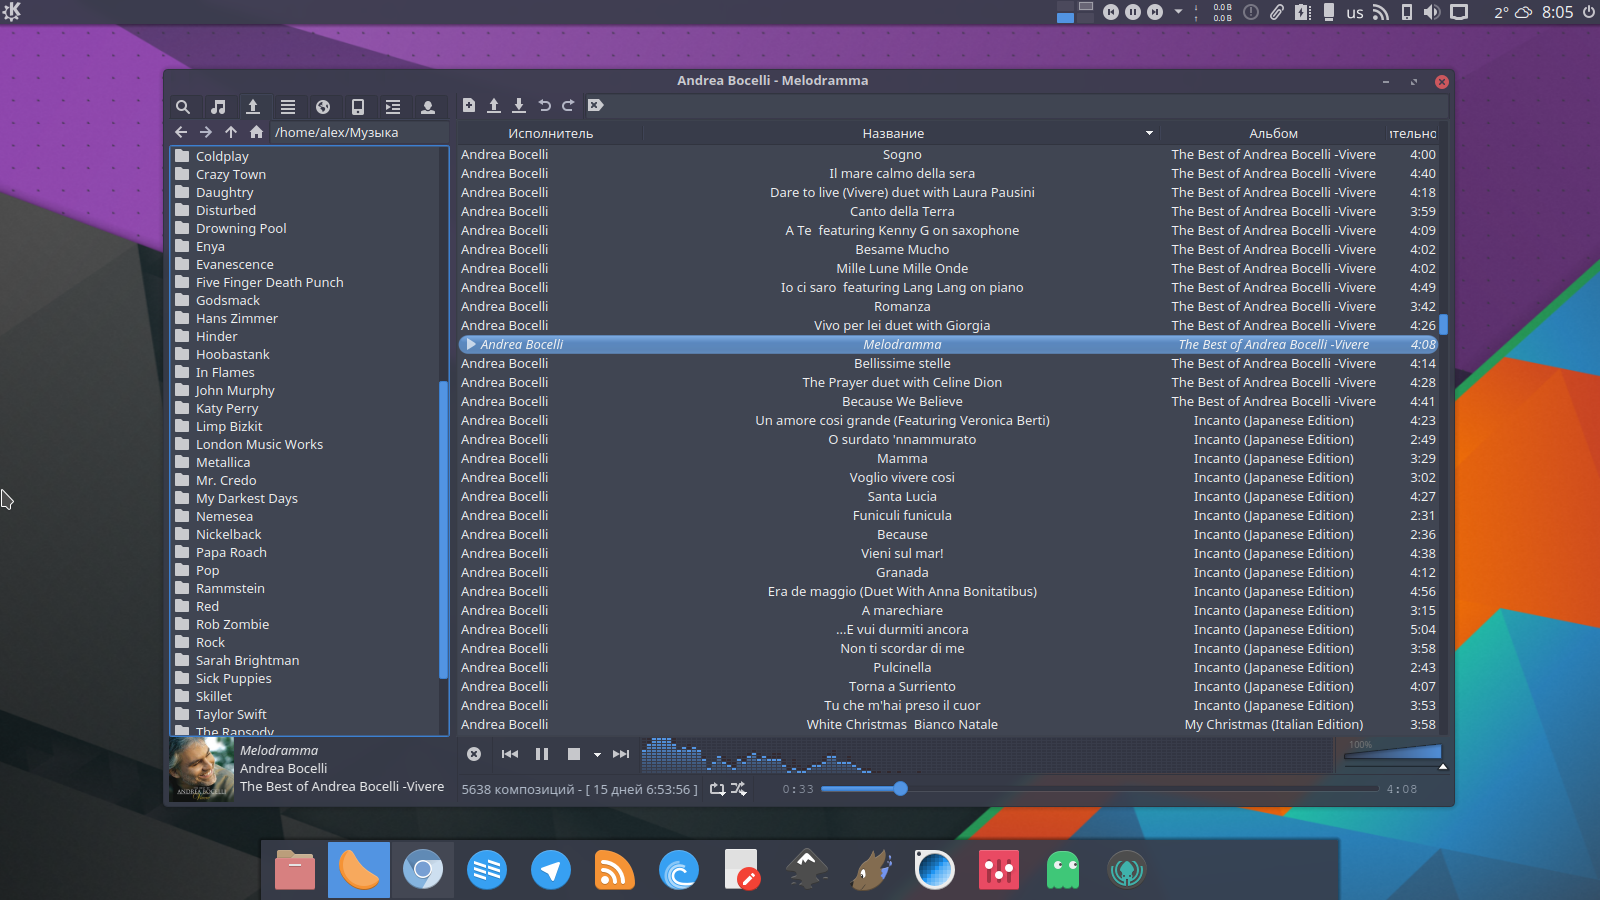 0.0 B
0.0 B
us
2°
8:05
Andrea Bocelli - Melodramma
/home/alex/Музыка
Coldplay
Crazy Town
Daughtry
Disturbed
Drowning Pool
Enya
Evanescence
Five Finger Death Punch
Godsmack
Hans Zimmer
Hinder
Hoobastank
In Flames
John Murphy
Katy Perry
Limp Bizkit
London Music Works
Metallica
Mr. Credo
My Darkest Days
Nemesea
Nickelback
Papa Roach
Pop
Rammstein
Red
Rob Zombie
Rock
Sarah Brightman
Sick Puppies
Skillet
Taylor Swift
The Rapsody
Исполнитель Название Альбом ительно
Andrea Bocelli Sogno The Best of Andrea Bocelli -Vivere 4:00
Andrea Bocelli Il mare calmo della sera The Best of Andrea Bocelli -Vivere 4:40
Andrea Bocelli Dare to live (Vivere) duet with Laura Pausini The Best of Andrea Bocelli -Vivere 4:18
Andrea Bocelli Canto della Terra The Best of Andrea Bocelli -Vivere 3:59
Andrea Bocelli A Te  featuring Kenny G on saxophone The Best of Andrea Bocelli -Vivere 4:09
Andrea Bocelli Besame Mucho The Best of Andrea Bocelli -Vivere 4:02
Andrea Bocelli Mille Lune Mille Onde The Best of Andrea Bocelli -Vivere 4:02
Andrea Bocelli Io ci saro  featuring Lang Lang on piano The Best of Andrea Bocelli -Vivere 4:49
Andrea Bocelli Romanza The Best of Andrea Bocelli -Vivere 3:42
Andrea Bocelli Vivo per lei duet with Giorgia The Best of Andrea Bocelli -Vivere 4:26
Andrea Bocelli Melodramma The Best of Andrea Bocelli -Vivere 4:08
Andrea Bocelli Bellissime stelle The Best of Andrea Bocelli -Vivere 4:14
Andrea Bocelli The Prayer duet with Celine Dion The Best of Andrea Bocelli -Vivere 4:28
Andrea Bocelli Because We Believe The Best of Andrea Bocelli -Vivere 4:41
Andrea Bocelli Un amore cosi grande (Featuring Veronica Berti) Incanto (Japanese Edition) 4:23
Andrea Bocelli O surdato 'nnammurato Incanto (Japanese Edition) 2:49
Andrea Bocelli Mamma Incanto (Japanese Edition) 3:29
Andrea Bocelli Voglio vivere cosi Incanto (Japanese Edition) 3:02
Andrea Bocelli Santa Lucia Incanto (Japanese Edition) 4:27
Andrea Bocelli Funiculi funicula Incanto (Japanese Edition) 2:31
Andrea Bocelli Because Incanto (Japanese Edition) 2:36
Andrea Bocelli Vieni sul mar! Incanto (Japanese Edition) 4:38
Andrea Bocelli Granada Incanto (Japanese Edition) 4:12
Andrea Bocelli Era de maggio (Duet With Anna Bonitatibus) Incanto (Japanese Edition) 4:56
Andrea Bocelli A marechiare Incanto (Japanese Edition) 3:15
Andrea Bocelli ...E vui durmiti ancora Incanto (Japanese Edition) 5:04
Andrea Bocelli Non ti scordar di me Incanto (Japanese Edition) 3:58
Andrea Bocelli Pulcinella Incanto (Japanese Edition) 2:43
Andrea Bocelli Torna a Surriento Incanto (Japanese Edition) 4:07
Andrea Bocelli Tu che m'hai preso il cuor Incanto (Japanese Edition) 3:53
Andrea Bocelli White Christmas  Bianco Natale My Christmas (Italian Edition) 3:58
ANDREA BOCELLI
Melodramma
Andrea Bocelli
The Best of Andrea Bocelli -Vivere
100%
5638 композиций - [ 15 дней 6:53:56 ]
0:33
4:08